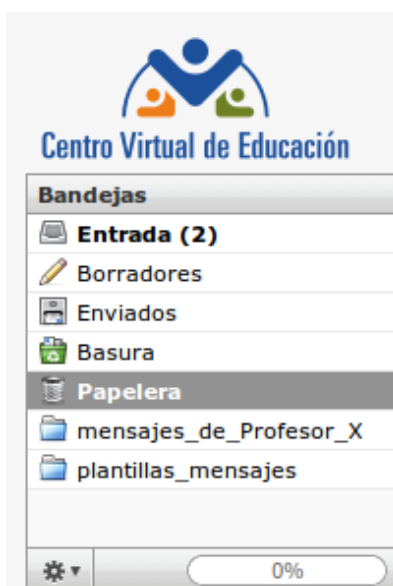 Centro Virtual de Educación
Bandejas
Entrada (2)
Borradores
Enviados
Basura
Papelera
mensajes_de_Profesor_X
plantillas_mensajes
0%